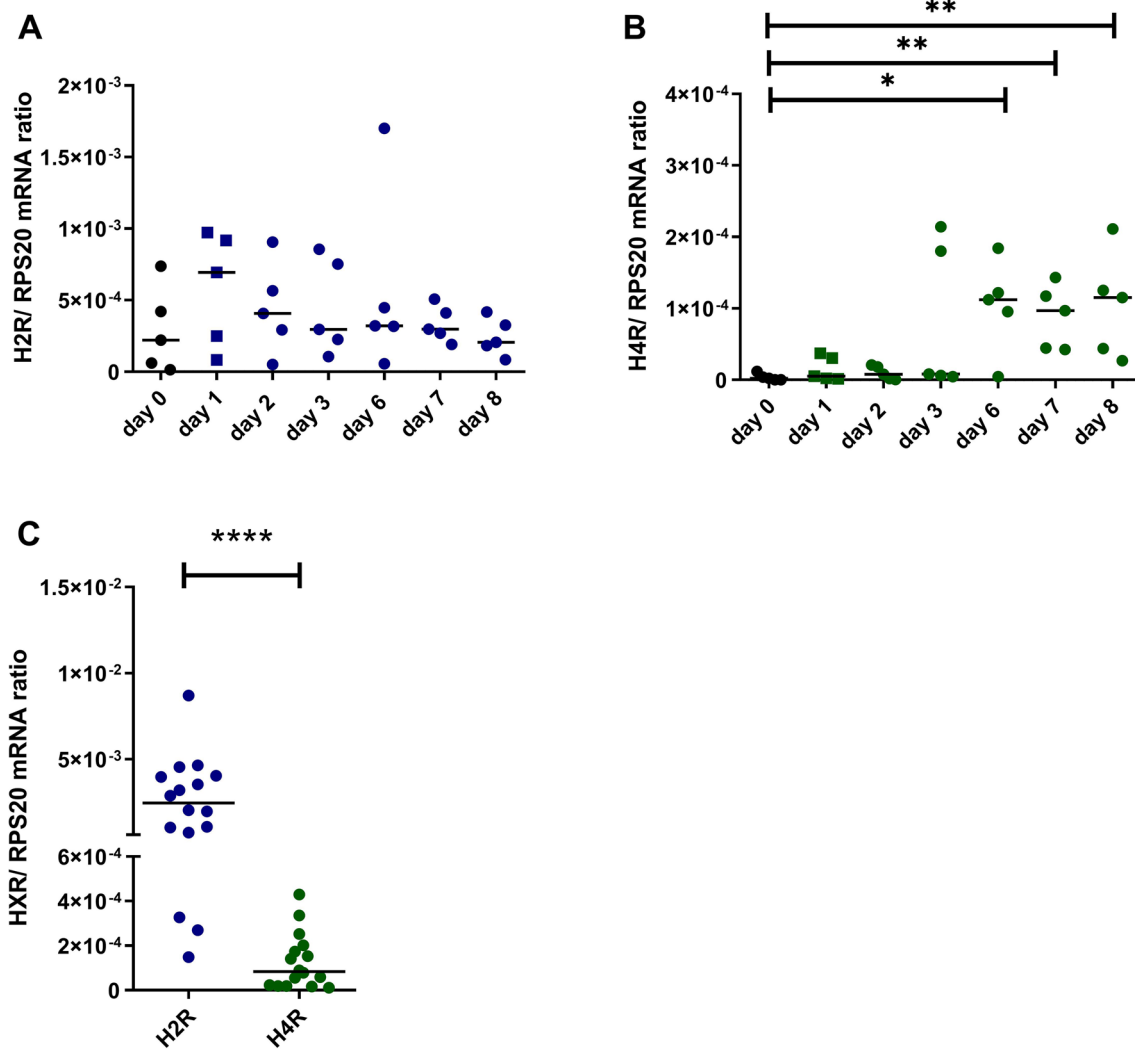 A
H2R/ RPS20 mRNA ratio
2×10⁻³
1.5×10⁻³
1×10⁻³
5×10⁻⁴
0
day 0 day 1 day 2 day 3 day 6 day 7 day 8
B
**
**
*
H4R/ RPS20 mRNA ratio
4×10⁻⁴
3×10⁻⁴
2×10⁻⁴
1×10⁻⁴
0
day 0 day 1 day 2 day 3 day 6 day 7 day 8
C
****
HXR/ RPS20 mRNA ratio
1.5×10⁻²
1×10⁻²
5×10⁻³
6×10⁻⁴
4×10⁻⁴
2×10⁻⁴
0
H2R H4R